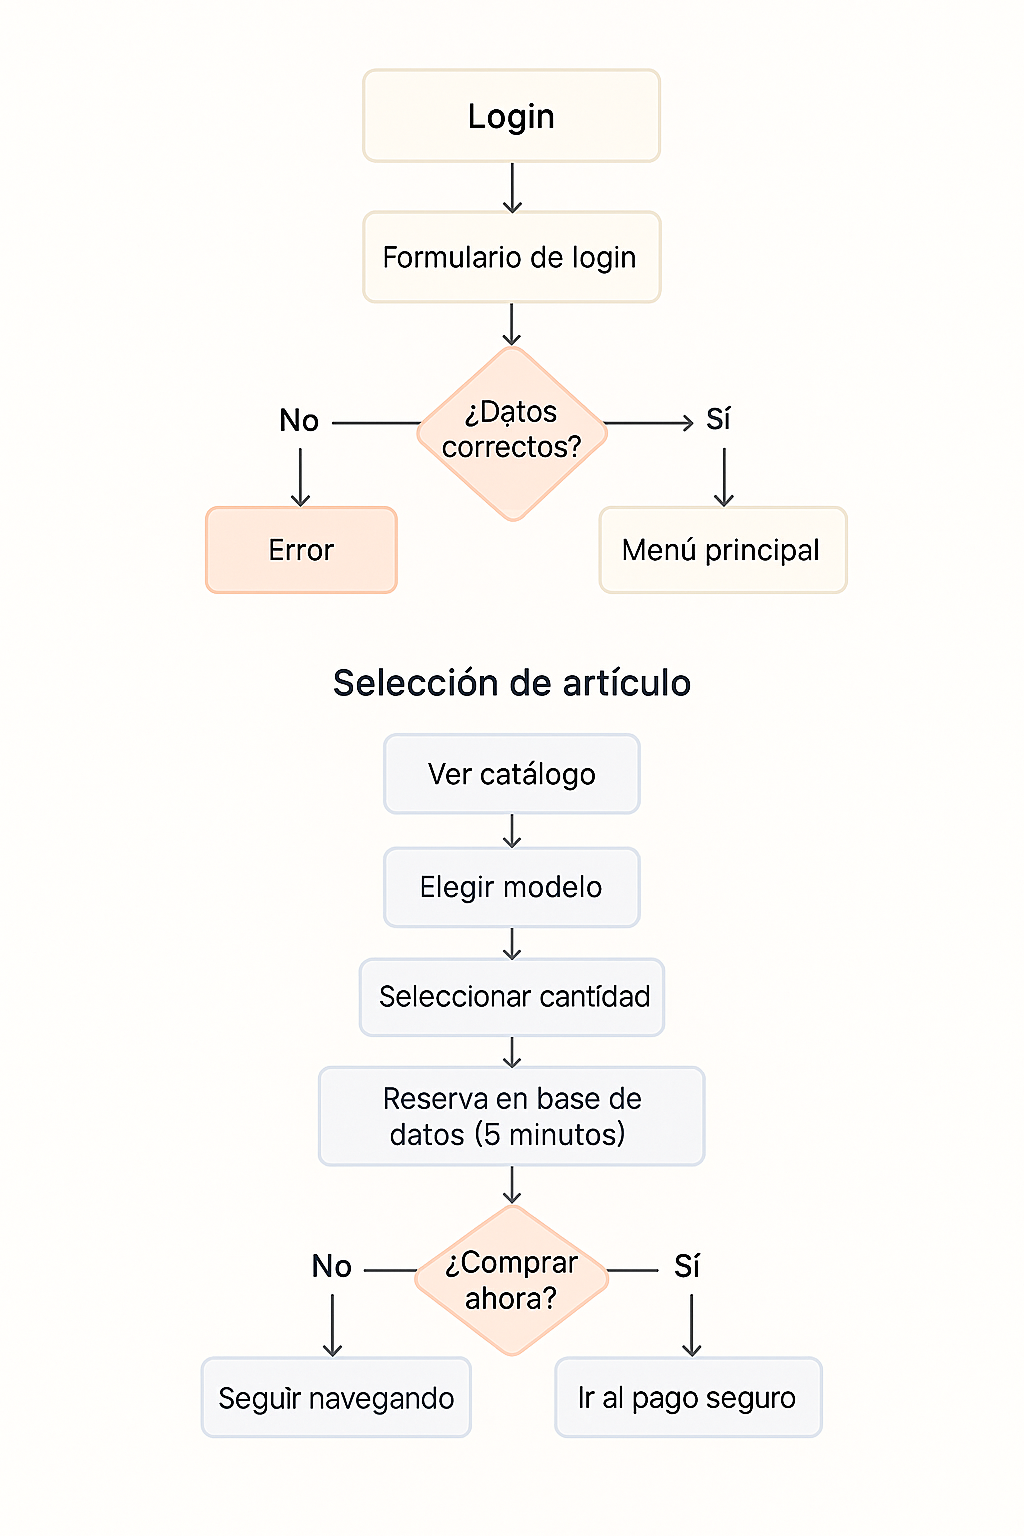 Login
Formulario de login
¿Datos
correctos?
No
Sí
Error
Menú principal
Selección de artículo
Ver catálogo
Elegir modelo
Seleccionar cantídad
Reserva en base de
datos (5 minutos)
¿Comprar
ahora?
No
Sí
Seguìr navegando
Ir al pago seguro